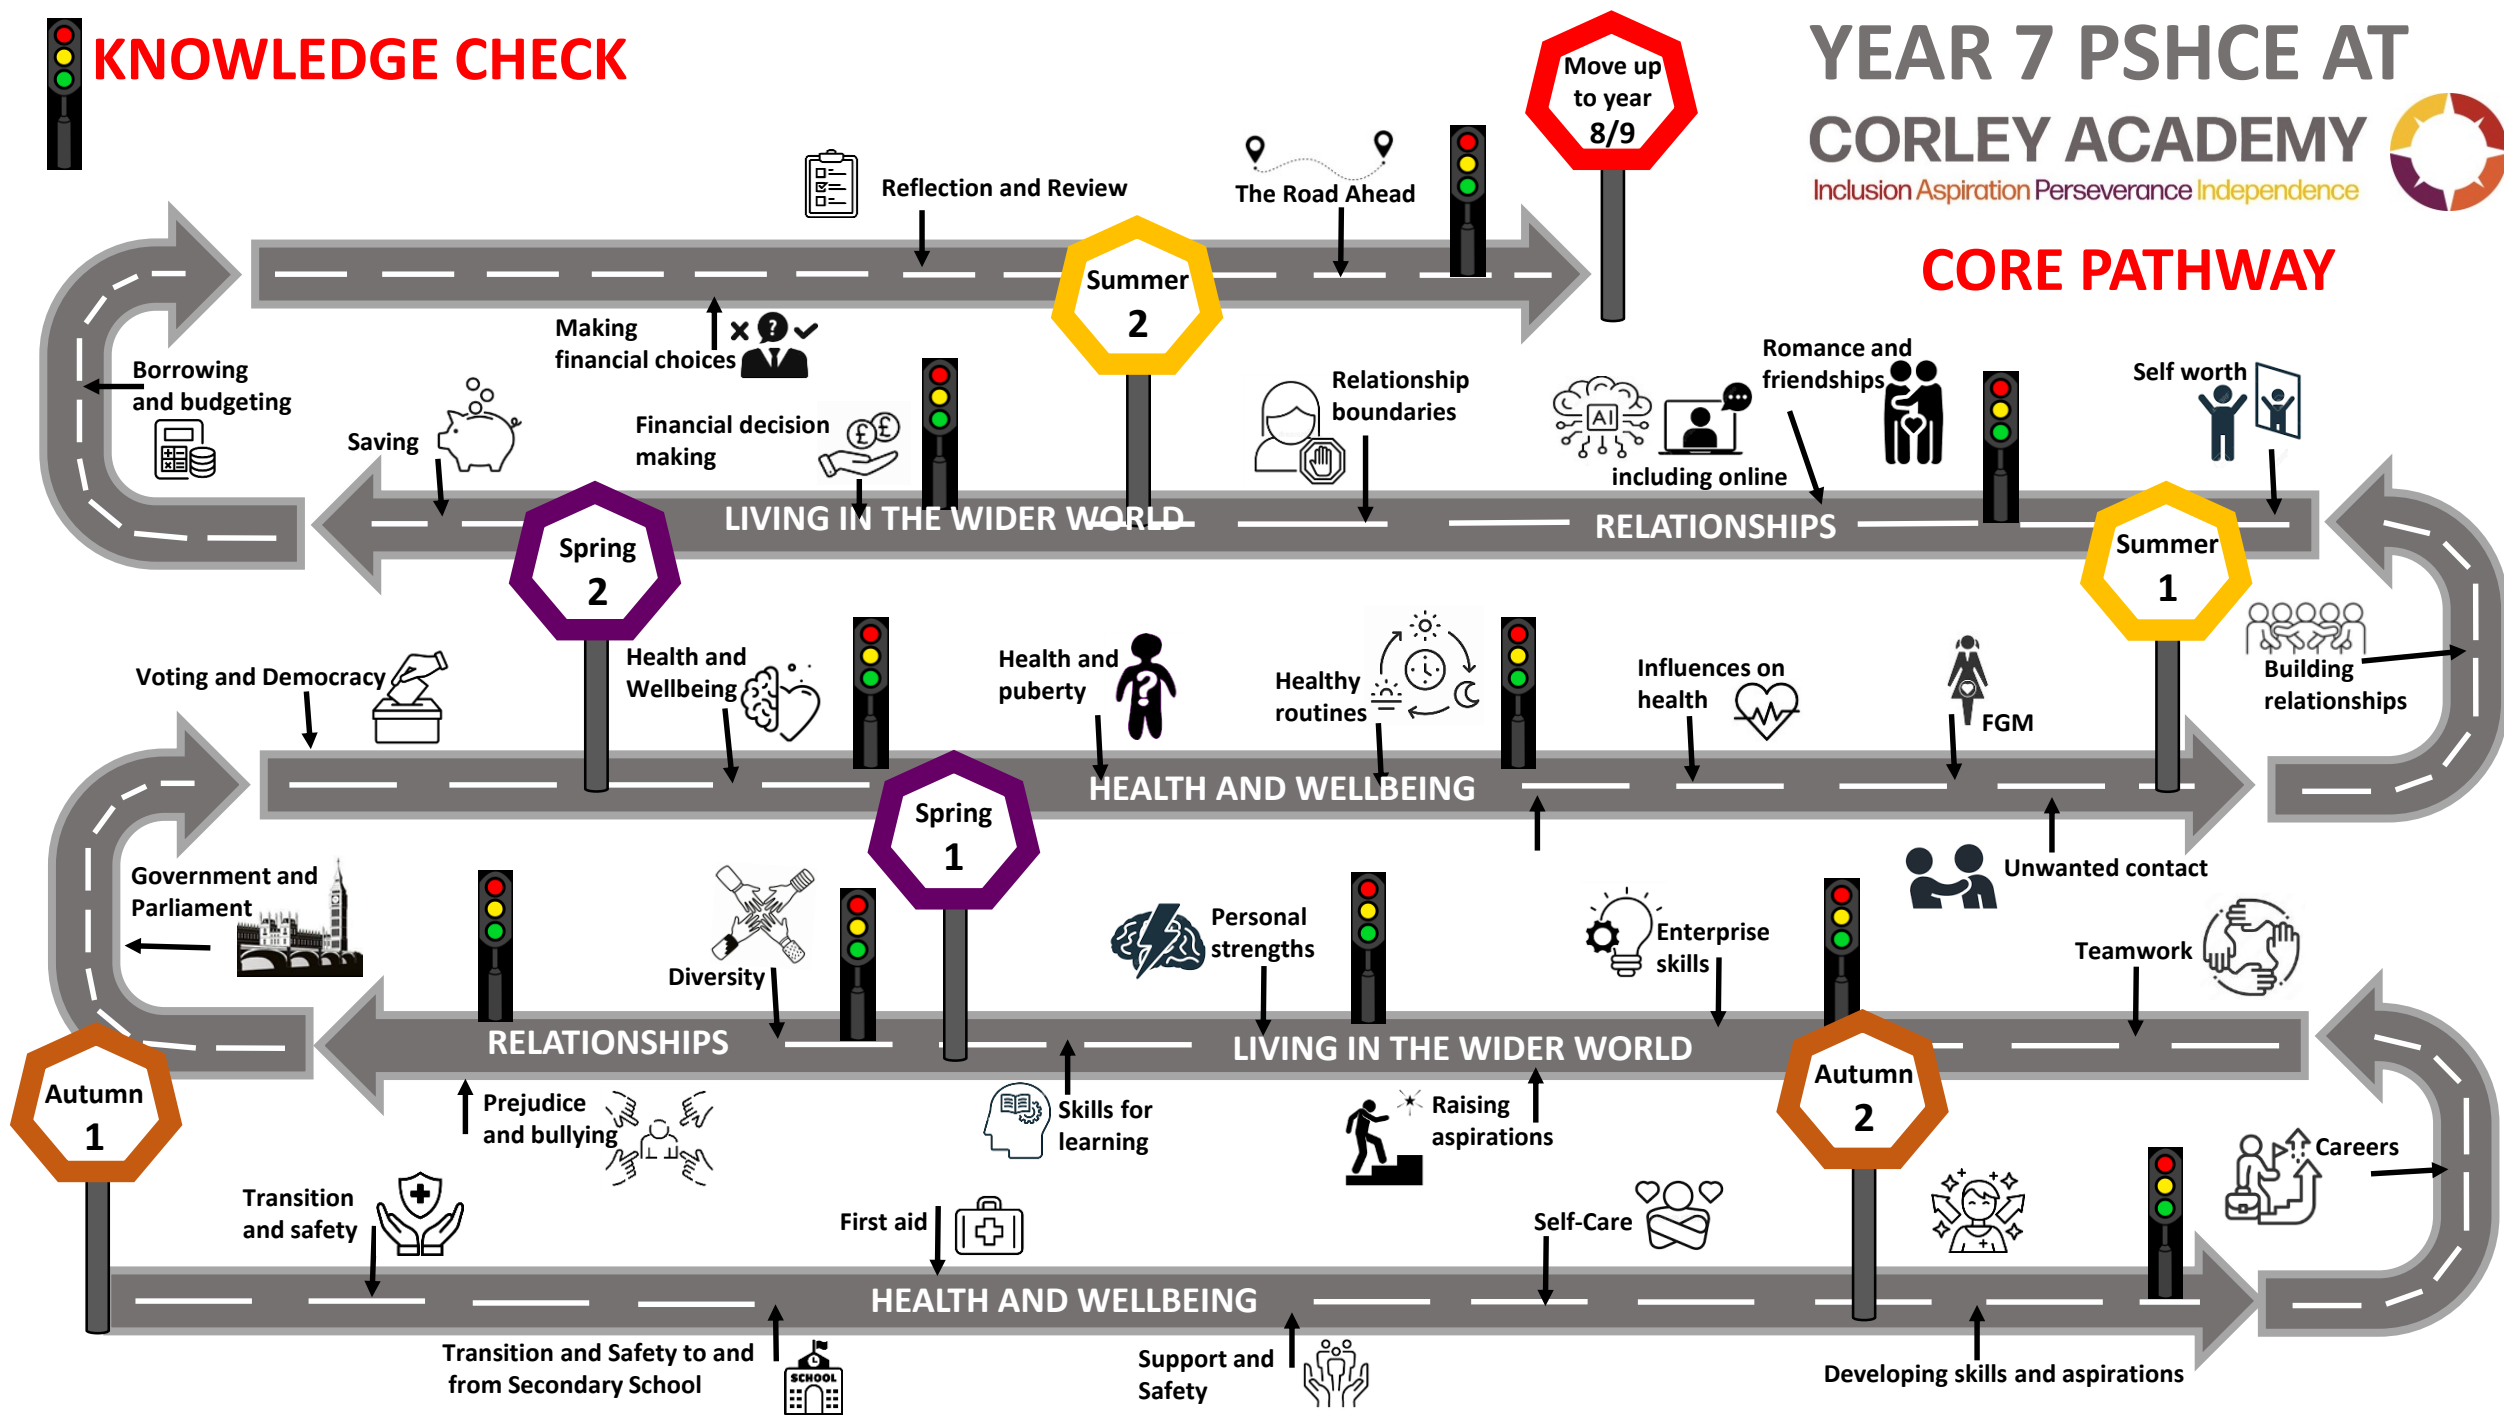 KNOWLEDGE CHECK
YEAR 7 PSHCE AT
CORLEY ACADEMY
Inclusion Aspiration Perseverance Independence
CORE PATHWAY
Move up
to year
8/9
Reflection and Review
The Road Ahead
Summer
2
Making
financial choices
Borrowing
and budgeting
Saving
Financial decision
making
Relationship
boundaries
AI
including online
Romance and
friendships
Self worth
LIVING IN THE WIDER WORLD
RELATIONSHIPS
Spring
2
Summer
1
Voting and Democracy
Health and
Wellbeing
Health and
puberty
Healthy
routines
Influences on
health
FGM
Building
relationships
HEALTH AND WELLBEING
Spring
1
Unwanted contact
Government and
Parliament
Diversity
Personal
strengths
Enterprise
skills
Teamwork
RELATIONSHIPS
LIVING IN THE WIDER WORLD
Autumn
1
Autumn
2
Prejudice
and bullying
Skills for
learning
Raising
aspirations
Careers
Transition
and safety
First aid
Self-Care
HEALTH AND WELLBEING
Transition and Safety to and
from Secondary School
SCHOOL
Support and
Safety
Developing skills and aspirations